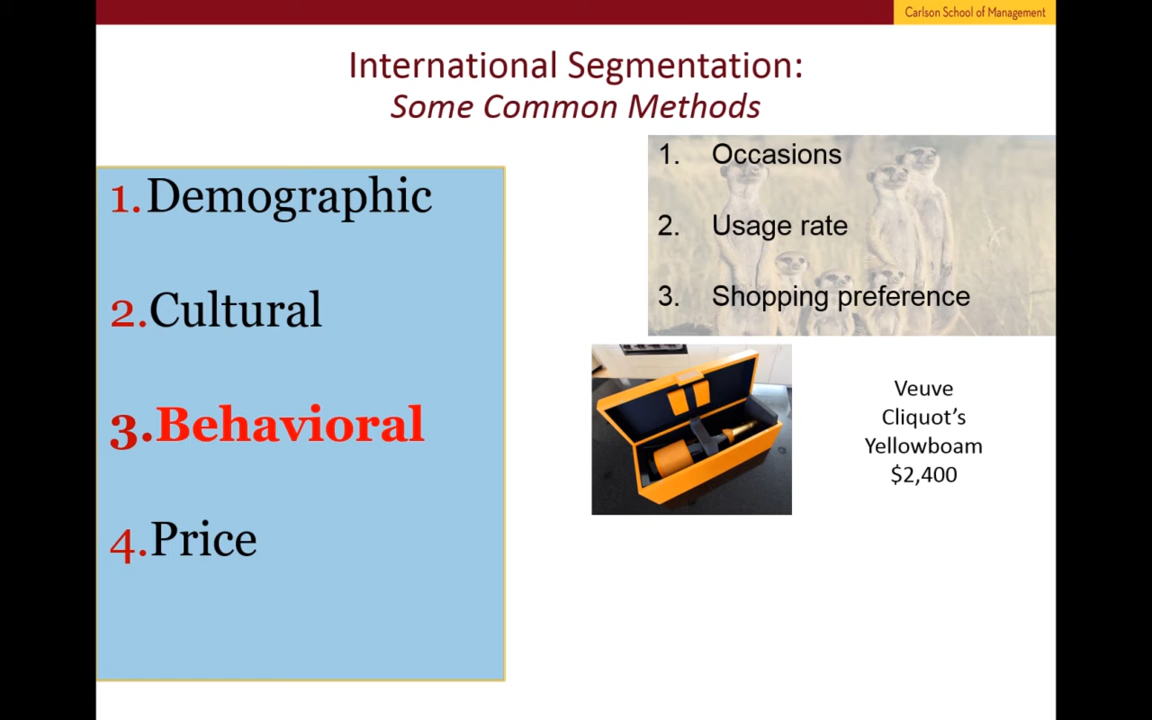 Carlson School of Management
International Segmentation:
Some Common Methods
1.Demographic
2.Cultural
3.Behavioral
4.Price
1. Occasions
2. Usage rate
3. Shopping preference
Veuve
Cliquot’s
Yellowboam
$2,400